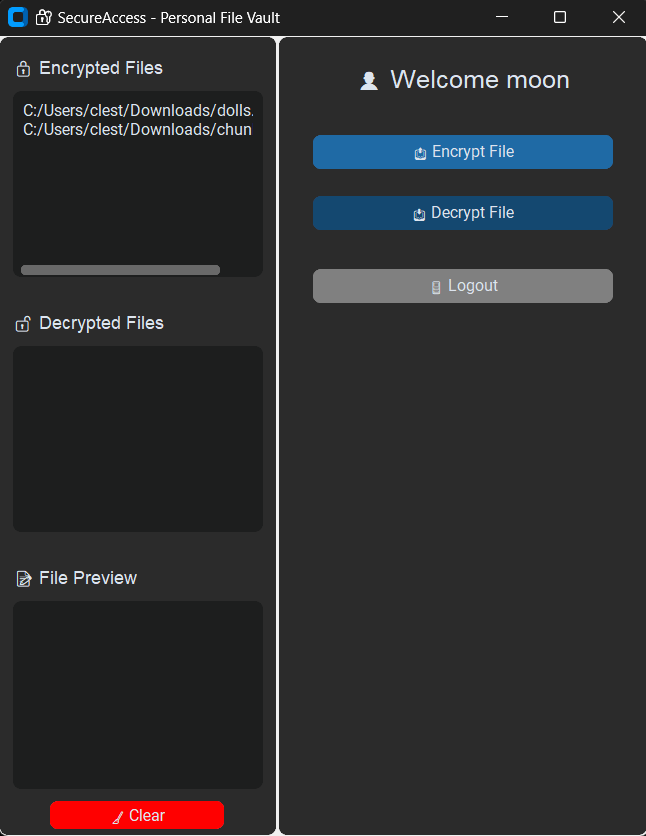 SecureAccess - Personal File Vault
Encrypted Files
C:/Users/clest/Downloads/dolls.
C:/Users/clest/Downloads/chun
Decrypted Files
File Preview
Clear
Welcome moon
Encrypt File
Decrypt File
Logout